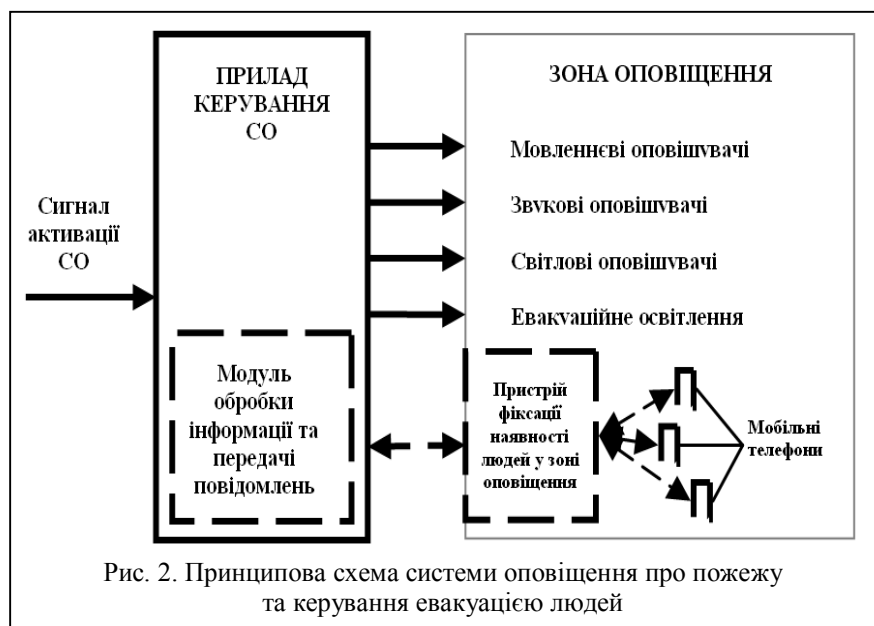 ПРИЛАД
КЕРУВАННЯ
СО
ЗОНА ОПОВІЩЕННЯ
Мовленнєві оповішувачі
Звукові оповішувачі
Світлові оповішувачі
Евакуаційне освітлення
Сигнал
активації
СО
Модуль
обробки
інформації та
передачі
повідомлень
Пристрій
фіксації
наявності
людей у зоні
оповіщення
Мобільні
телефони
Рис. 2. Принципова схема системи оповіщення про пожежу
та керування евакуацією людей